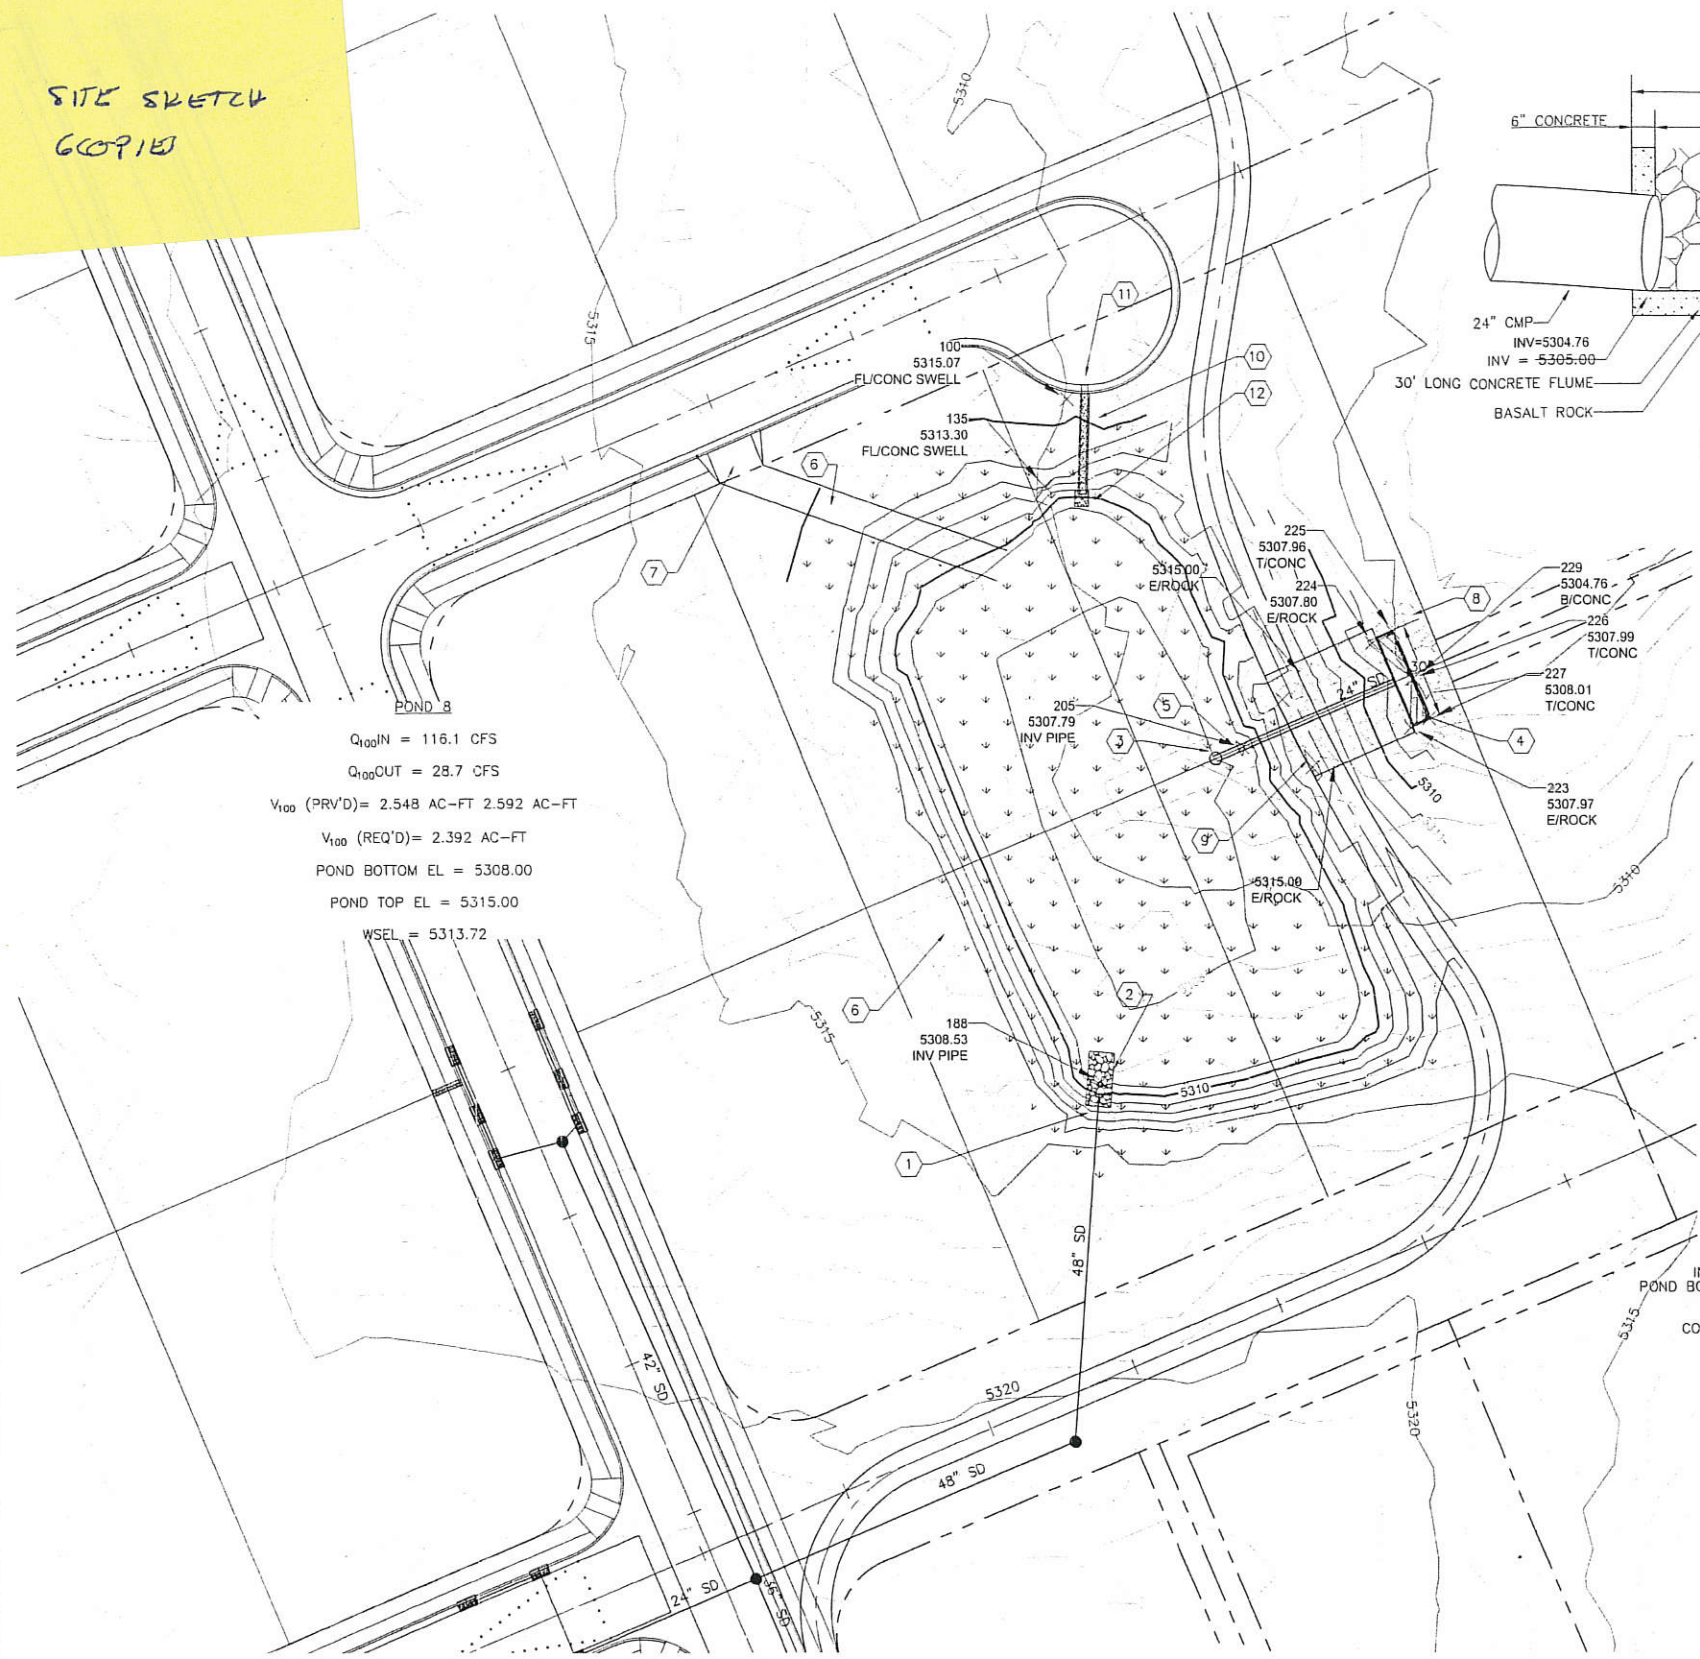 SITE SKETCH
6 COPIES
6" CONCRETE
24" CMP
INV=5304.76
INV = 5305.00
30' LONG CONCRETE FLUME
BASALT ROCK
5310
5315
11
100
5315.07
FL/CONC SWELL
10
12
135
5313.30
FL/CONC SWELL
6
7
225
5307.96
T/CONC
5315.00
E/ROCK
224
5307.80
E/ROCK
229
5304.76
B/CONC
8
226
5307.99
T/CONC
30'
227
5308.01
T/CONC
24" SD
205
5307.79
INV PIPE
5
3
4
5310
223
5307.97
E/ROCK
9
5315.00
E/ROCK
5310
POND 8
Q100IN = 116.1 CFS
Q100OUT = 28.7 CFS
V100 (PRV'D)= 2.548 AC-FT 2.592 AC-FT
V100 (REQ'D)= 2.392 AC-FT
POND BOTTOM EL = 5308.00
POND TOP EL = 5315.00
WSEL = 5313.72
6
2
5315
188
5308.53
INV PIPE
5310
1
48" SD
POND BO
CO
5315
42" SD
5320
5320
48" SD
24" SD
36" SD